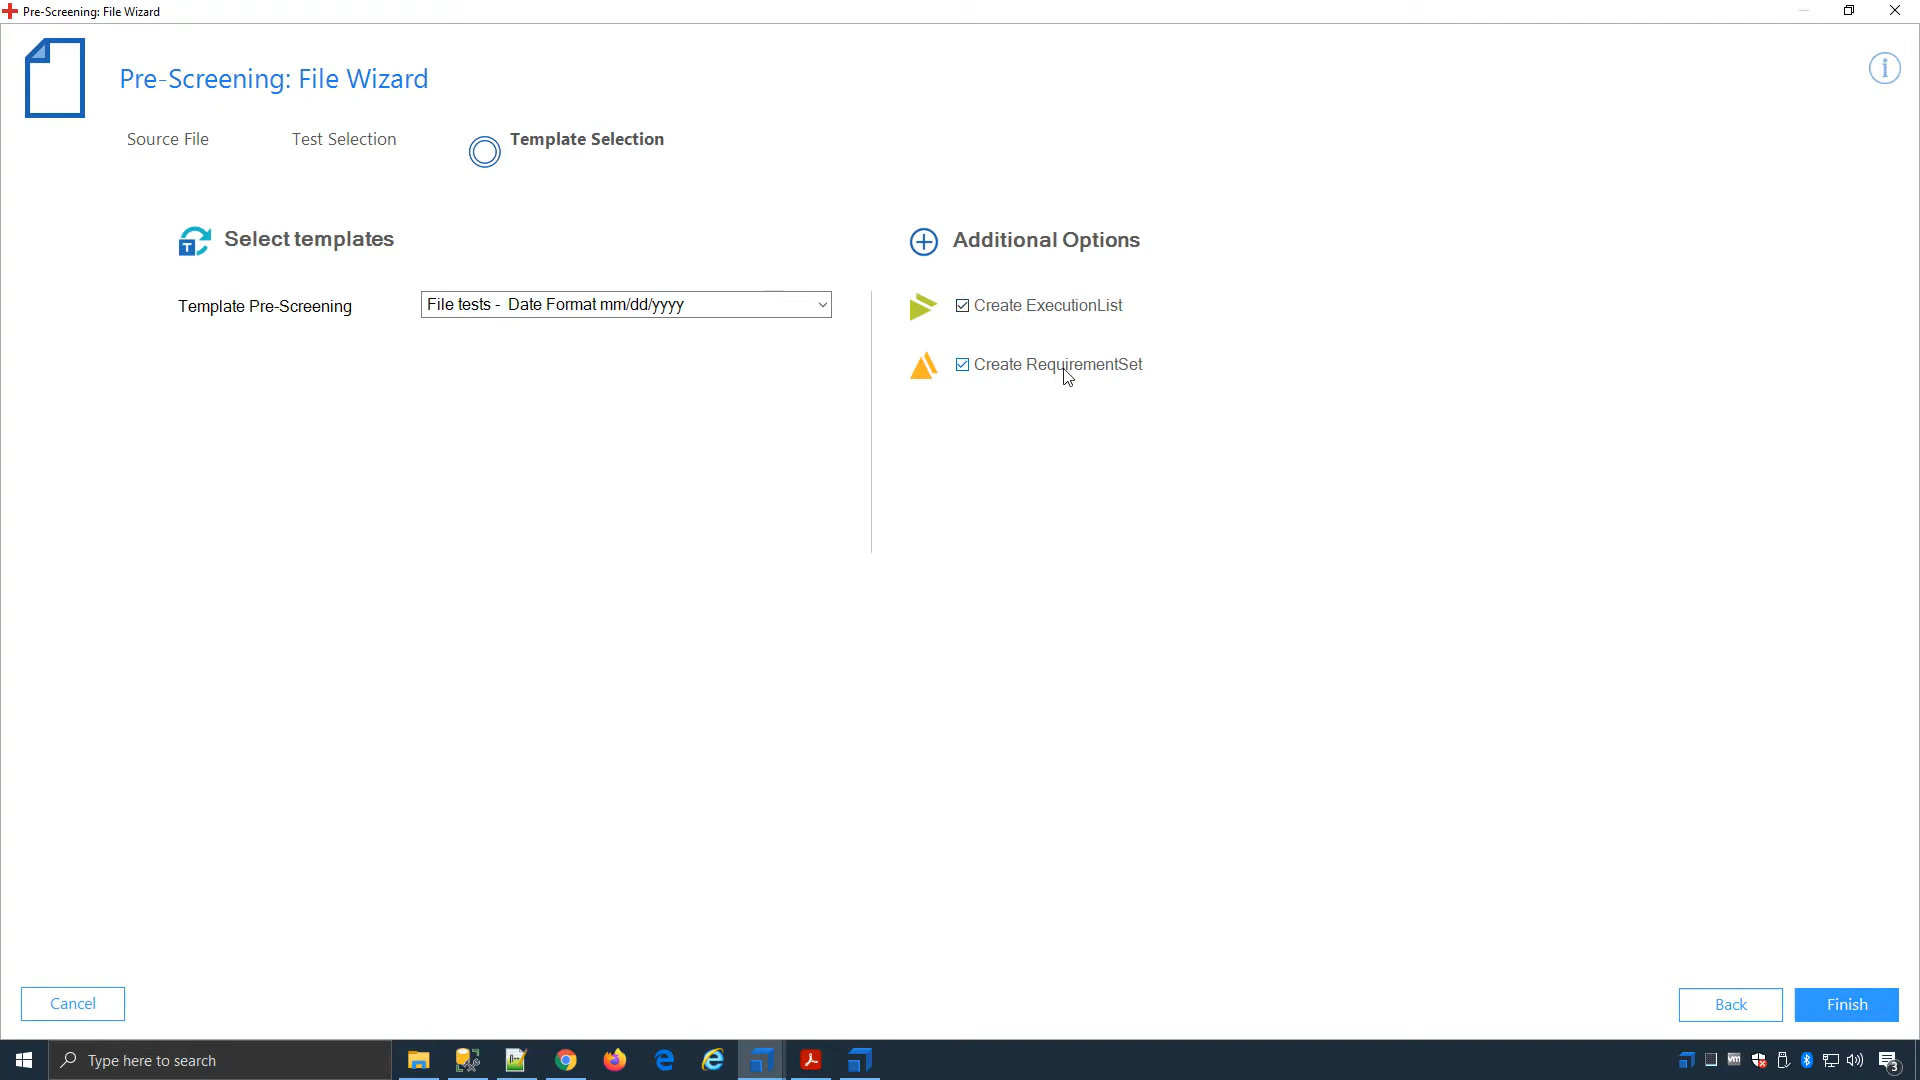 Pre-Screening: File Wizard
Pre-Screening: File Wizard
Source File
Test Selection
Template Selection
Select templates
Additional Options
Template Pre-Screening
File tests -  Date Format mm/dd/yyyy
Create ExecutionList
Create RequirementSet
Cancel
Back
Finish
Type here to search
vm
3